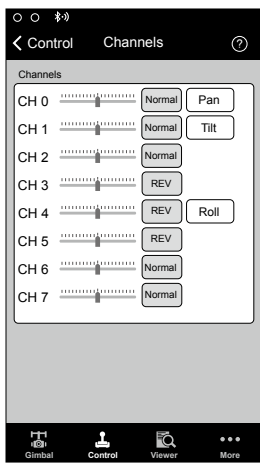 Control Channels ?
Channels
CH 0 Normal Pan
CH 1 Normal Tilt
CH 2 Normal
CH 3 REV
CH 4 REV Roll
CH 5 REV
CH 6 Normal
CH 7 Normal
Gimbal Control Viewer More